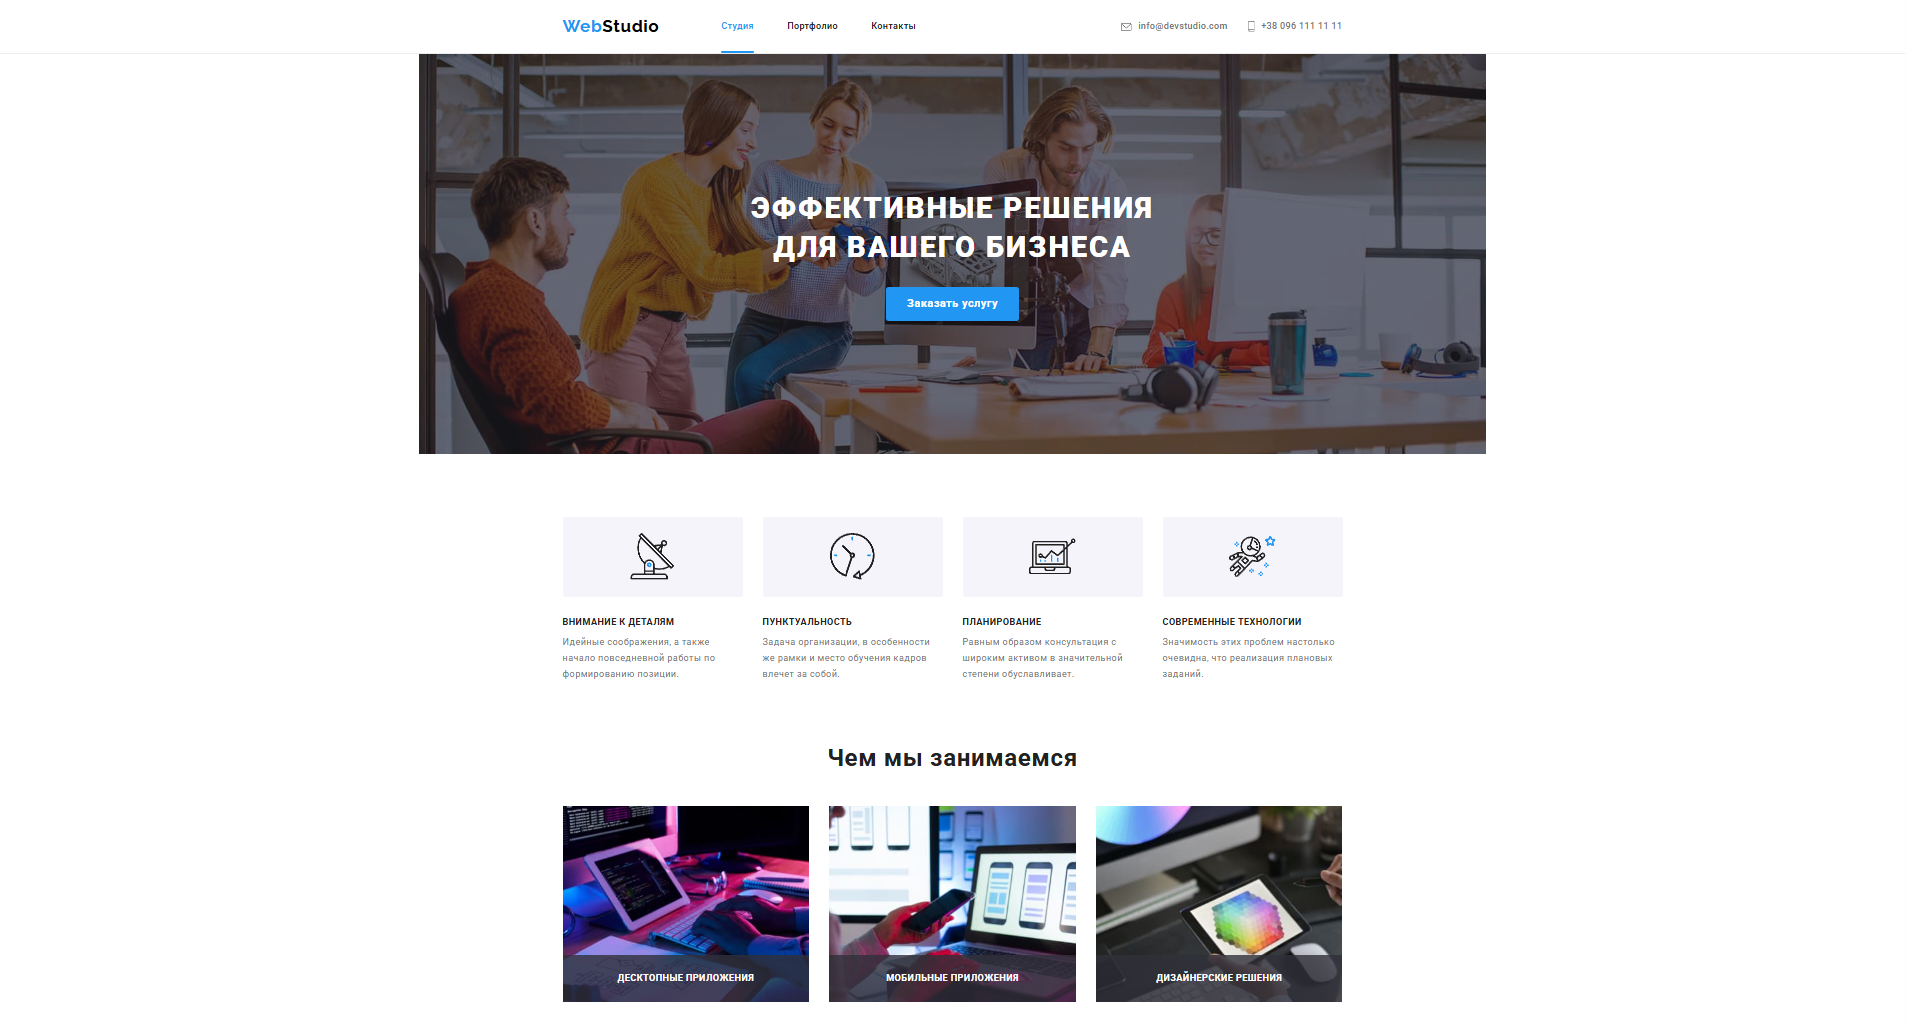 WebStudio
Студия
Портфолио
Контакты
info@devstudio.com
+38 096 111 11 11
ЭФФЕКТИВНЫЕ РЕШЕНИЯ
ДЛЯ ВАШЕГО БИЗНЕСА
Заказать услугу
ВНИМАНИЕ К ДЕТАЛЯМ
Идейные соображения, а также
начало повседневной работы по
формированию позиции.
ПУНКТУАЛЬНОСТЬ
Задача организации, в особенности
же рамки и место обучения кадров
влечет за собой.
ПЛАНИРОВАНИЕ
Равным образом консультация с
широким активом в значительной
степени обуславливает.
СОВРЕМЕННЫЕ ТЕХНОЛОГИИ
Значимость этих проблем настолько
очевидна, что реализация плановых
заданий.
Чем мы занимаемся
ДЕСКТОПНЫЕ ПРИЛОЖЕНИЯ
МОБИЛЬНЫЕ ПРИЛОЖЕНИЯ
ДИЗАЙНЕРСКИЕ РЕШЕНИЯ